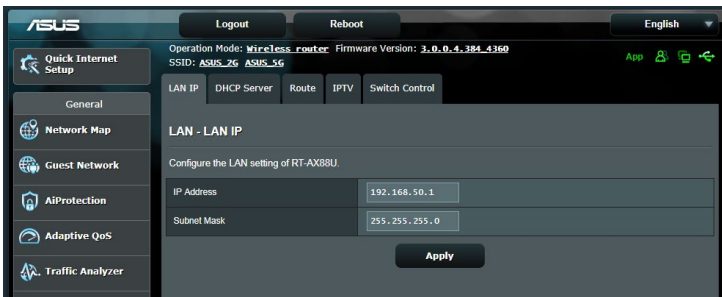 ASUS
Logout
Reboot
English
Quick Internet
Setup
Operation Mode: Wireless router Firmware Version: 3.0.0.4.384_4360
SSID: ASUS_2G ASUS_5G
App
General
Network Map
Guest Network
AiProtection
Adaptive QoS
Traffic Analyzer
LAN IP DHCP Server Route IPTV Switch Control
LAN - LAN IP
Configure the LAN setting of RT-AX88U.
IP Address 192.168.50.1
Subnet Mask 255.255.255.0
Apply